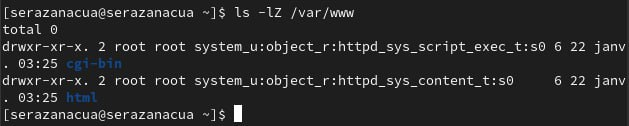 [serazanacua@serazanacua ~]$ ls -lZ /var/www
total 0
drwxr-xr-x. 2 root root system_u:object_r:httpd_sys_script_exec_t:s0 6 22 janv
. 03:25 cgi-bin
drwxr-xr-x. 2 root root system_u:object_r:httpd_sys_content_t:s0     6 22 janv
. 03:25 html
[serazanacua@serazanacua ~]$